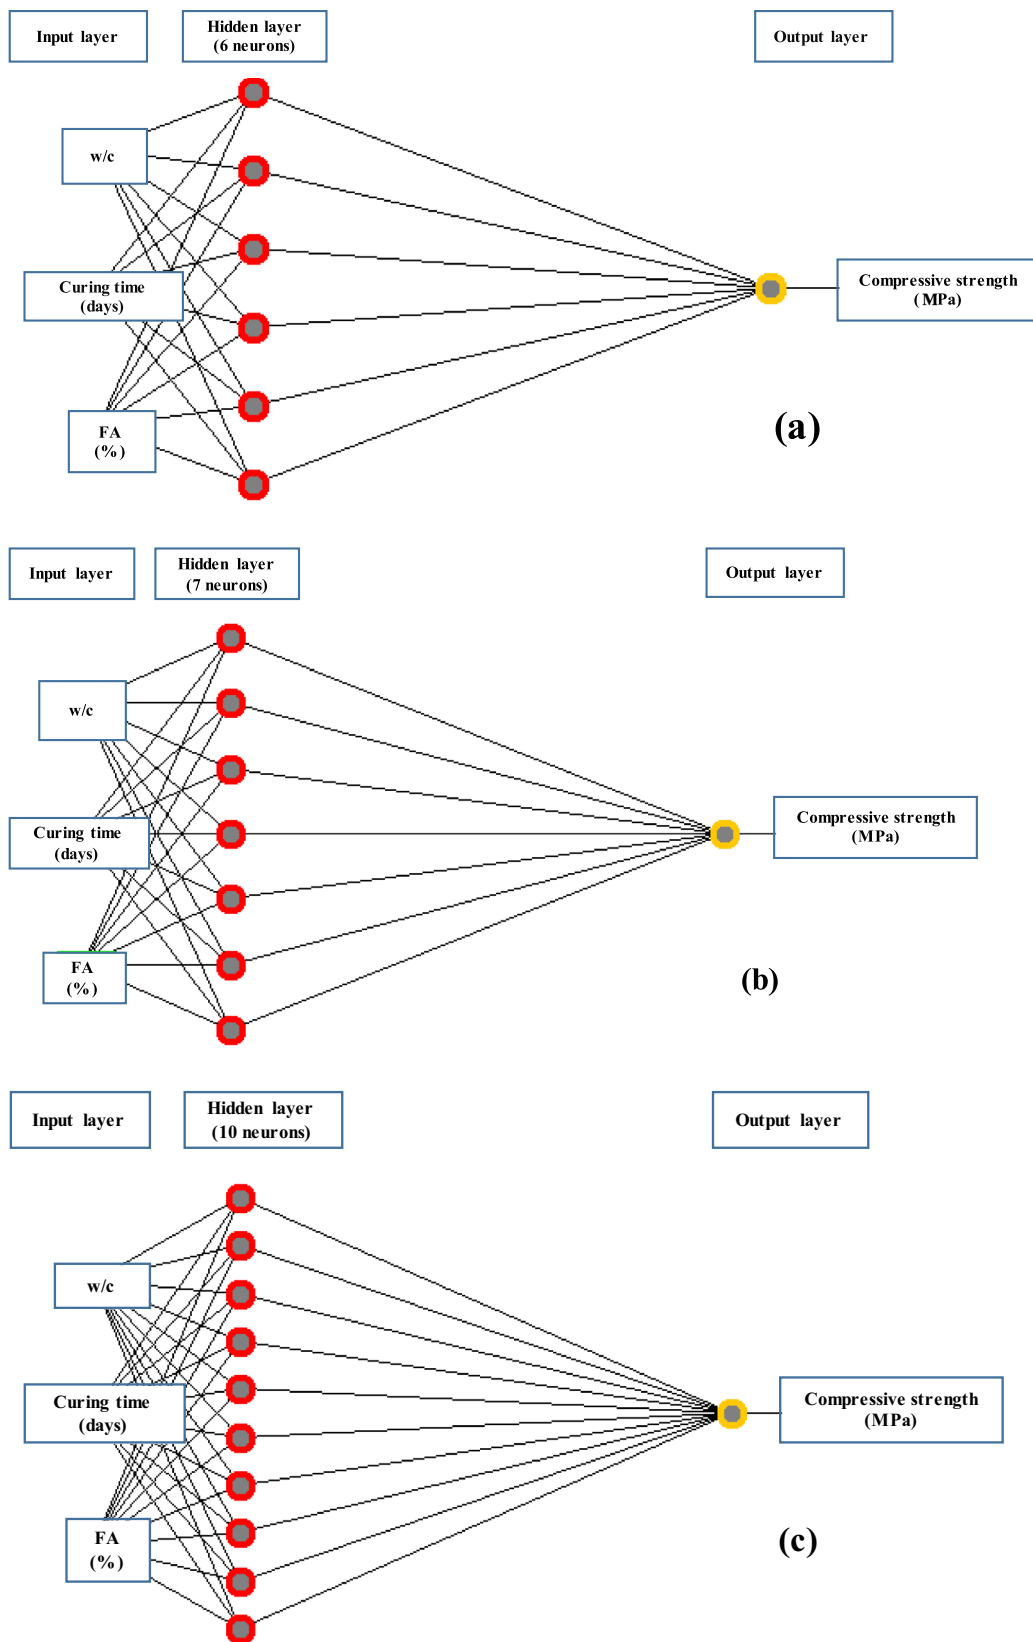 Input layer
Hidden layer
(6 neurons)
Output layer
w/c
Curing time
(days)
FA
(%)
Compressive strength
(MPa)
(a)
Input layer
Hidden layer
(7 neurons)
Output layer
w/c
Curing time
(days)
FA
(%)
Compressive strength
(MPa)
(b)
Input layer
Hidden layer
(10 neurons)
Output layer
w/c
Curing time
(days)
FA
(%)
Compressive strength
(MPa)
(c)